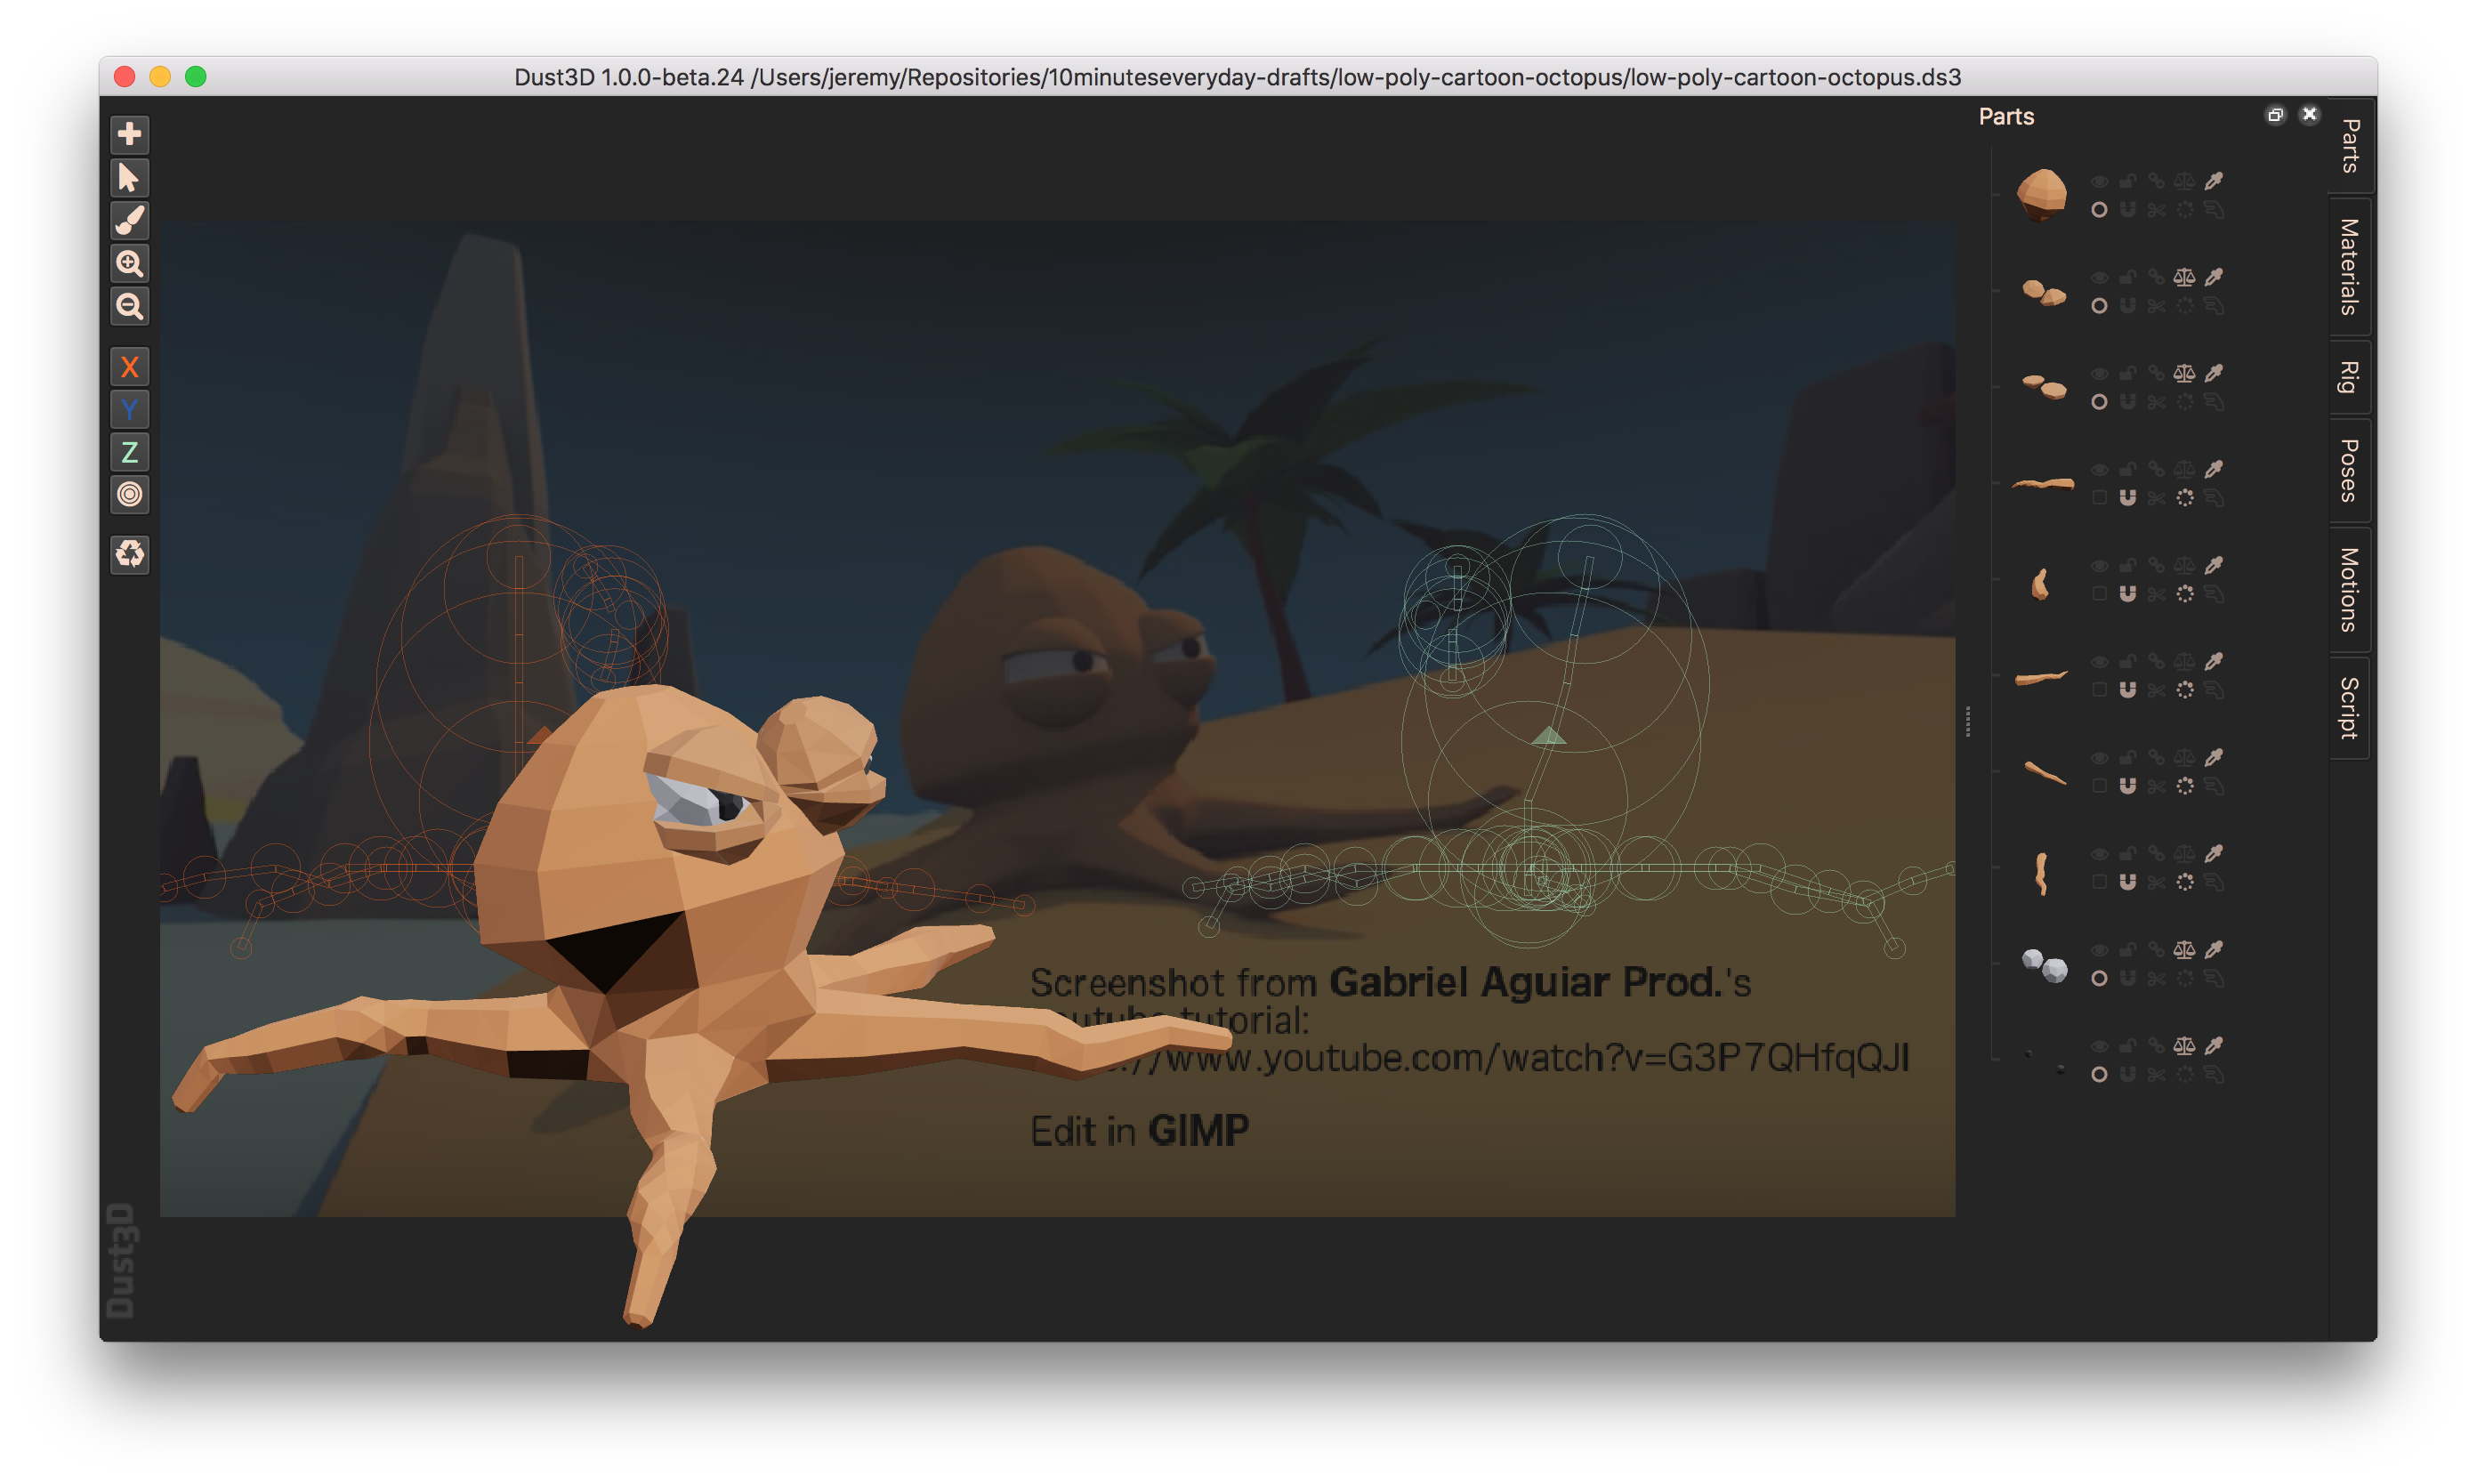 Dust3D 1.0.0-beta.24 /Users/jeremy/Repositories/10minuteseveryday-drafts/low-poly-cartoon-octopus/low-poly-cartoon-octopus.ds3
Parts
Parts
Materials
Rig
Poses
Motions
Script
X
Y
Z
Screenshot from Gabriel Aguiar Prod.'s
tutorial:
//www.youtube.com/watch?v=G3P7QHfqQJI
Edit in GIMP
Dust3D